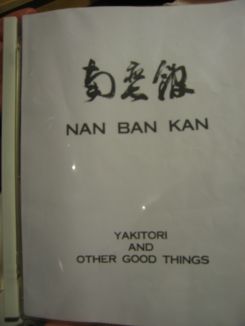 南蛮館
NAN BAN KAN
YAKITORI
AND
OTHER GOOD THINGS